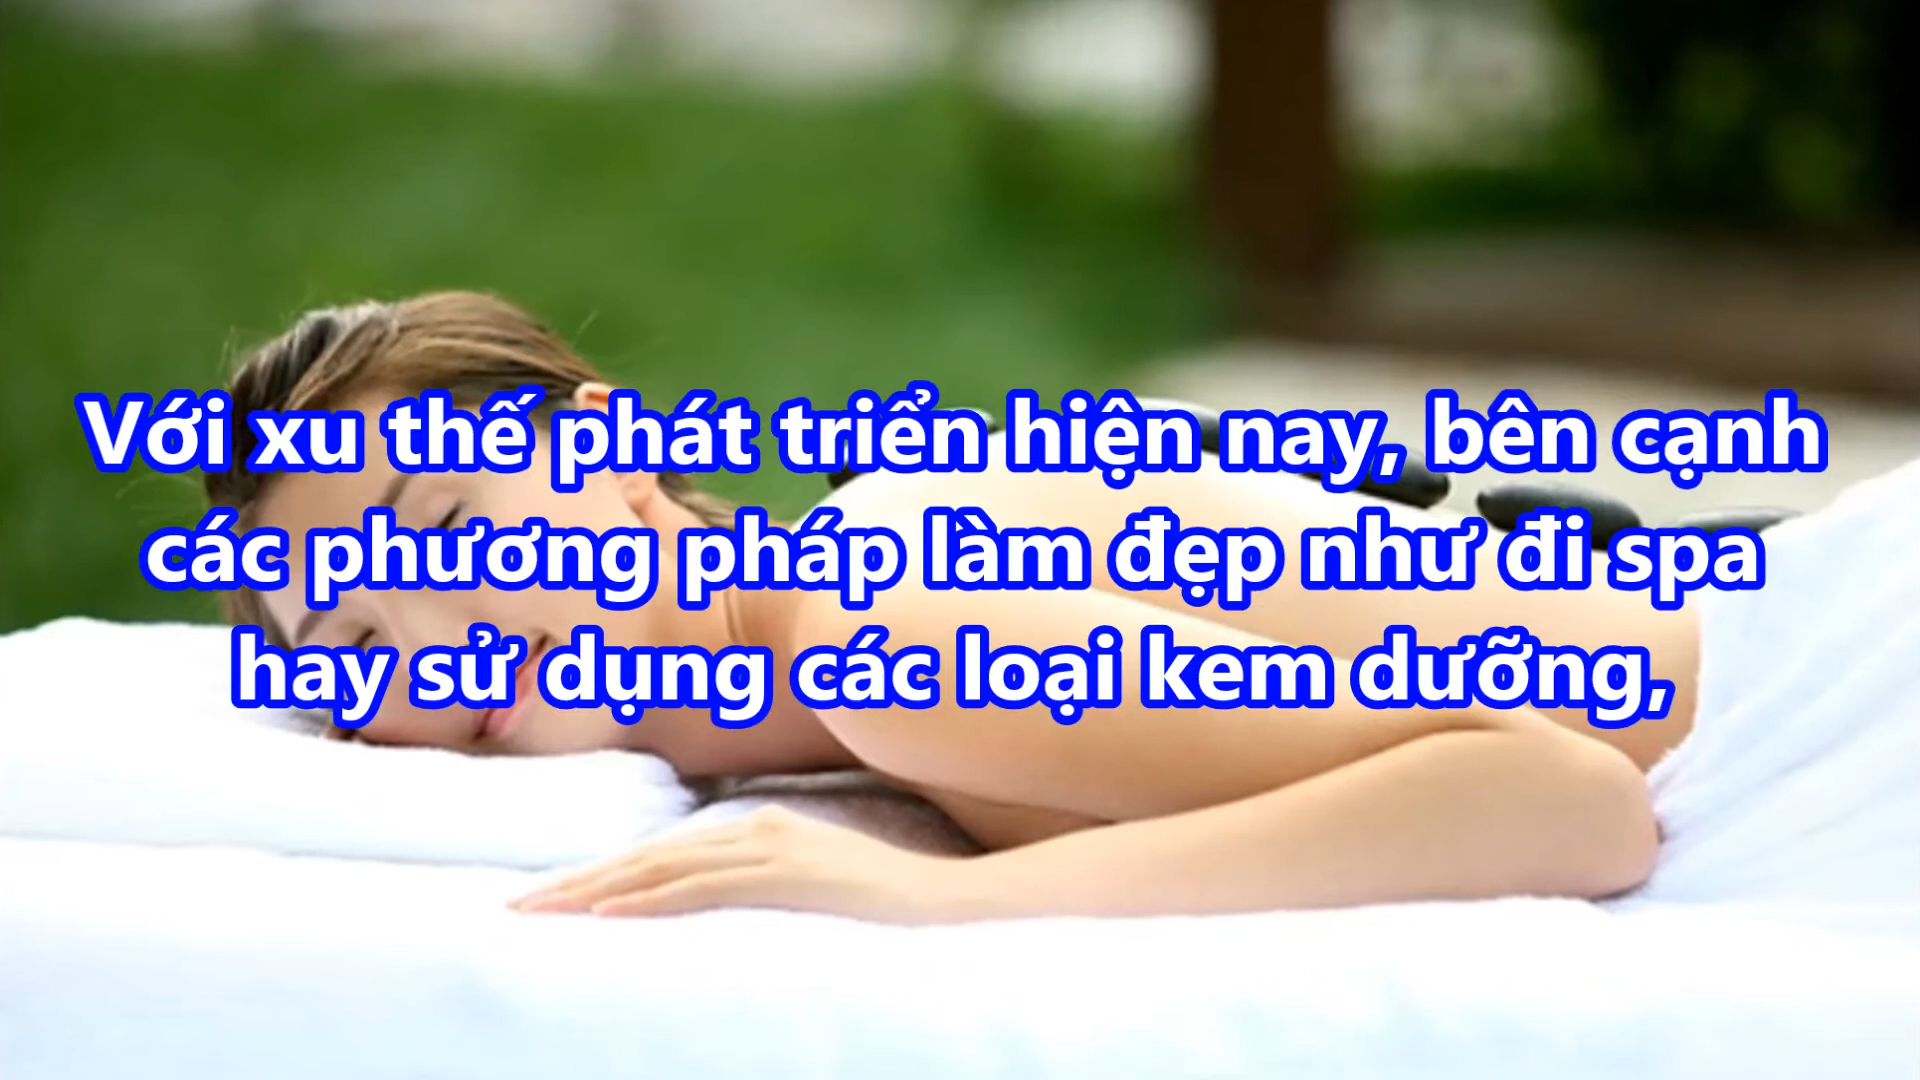 Với xu thế phát triển hiện nay, bên cạnh
các phương pháp làm đẹp như đi spa
hay sử dụng các loại kem dưỡng,